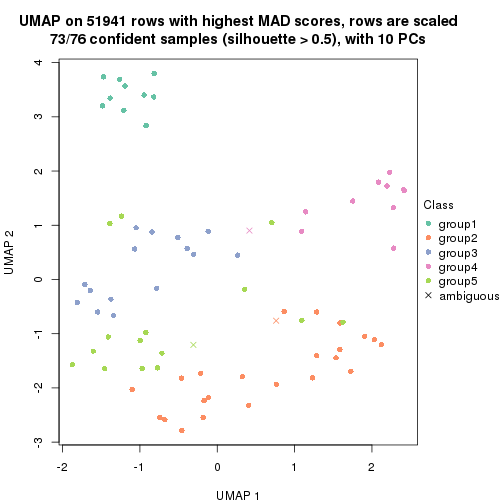 UMAP on 51941 rows with highest MAD scores, rows are scaled
73/76 confident samples (silhouette > 0.5), with 10 PCs
4
3
2
1
0
-1
-2
-3
UMAP 2
-2
-1
0
1
2
UMAP 1
Class
group1
group2
group3
group4
group5
ambiguous